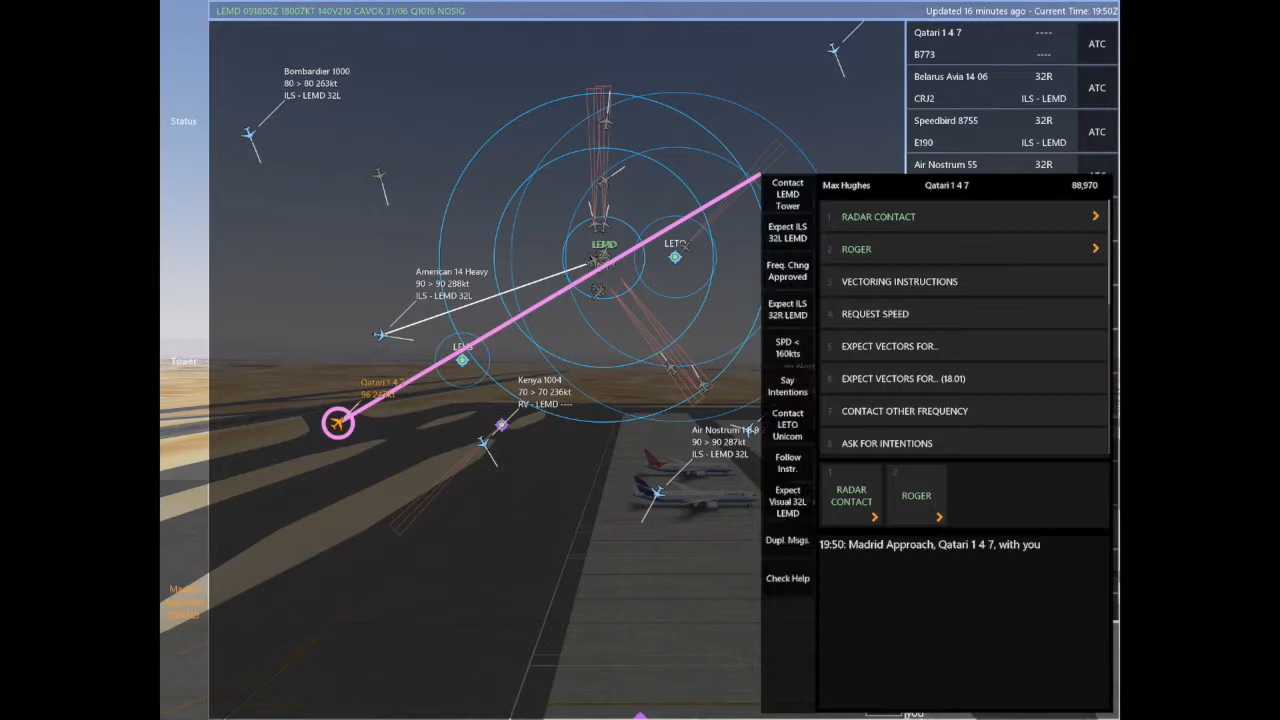 LEMD 091800Z 18007KT 140V210 CAVOK 31/06 Q1016 NOSIG
Updated 16 minutes ago - Current Time: 19:50Z
Status
Tower
Bombardier 1000
80 > 80 263kt
ILS - LEMD 32L
American 14 Heavy
90 > 90 288kt
ILS - LEMD 32L
LEMD
LETO
Qatari 1 4 7
Kenya 1004
70 > 70 236kt
RV - LEMD ----
90 > 90 287kt
ILS - LEMD 32L
Qatari 1 4 7 ----
B773 ----
ATC
Belarus Avia 14 06 32R
CRJ2 ILS - LEMD
ATC
Speedbird 8755 32R
E190 ILS - LEMD
ATC
Air Nostrum 55 32R
Contact
LEMD
Tower
Expect ILS
32L LEMD
Freq. Chng
Approved
Expect ILS
32R LEMD
SPD <
160kts
Say
Intentions
Contact
LETO
Unicom
Follow
Instr.
Expect
Visual 32L
LEMD
Dupl. Msgs.
Check Help
Max Hughes Qatari 1 4 7 88,970
1 RADAR CONTACT
2 ROGER
3 VECTORING INSTRUCTIONS
4 REQUEST SPEED
5 EXPECT VECTORS FOR...
6 EXPECT VECTORS FOR... (18.01)
7 CONTACT OTHER FREQUENCY
8 ASK FOR INTENTIONS
1
RADAR
CONTACT
2
ROGER
19:50: Madrid Approach, Qatari 1 4 7, with you